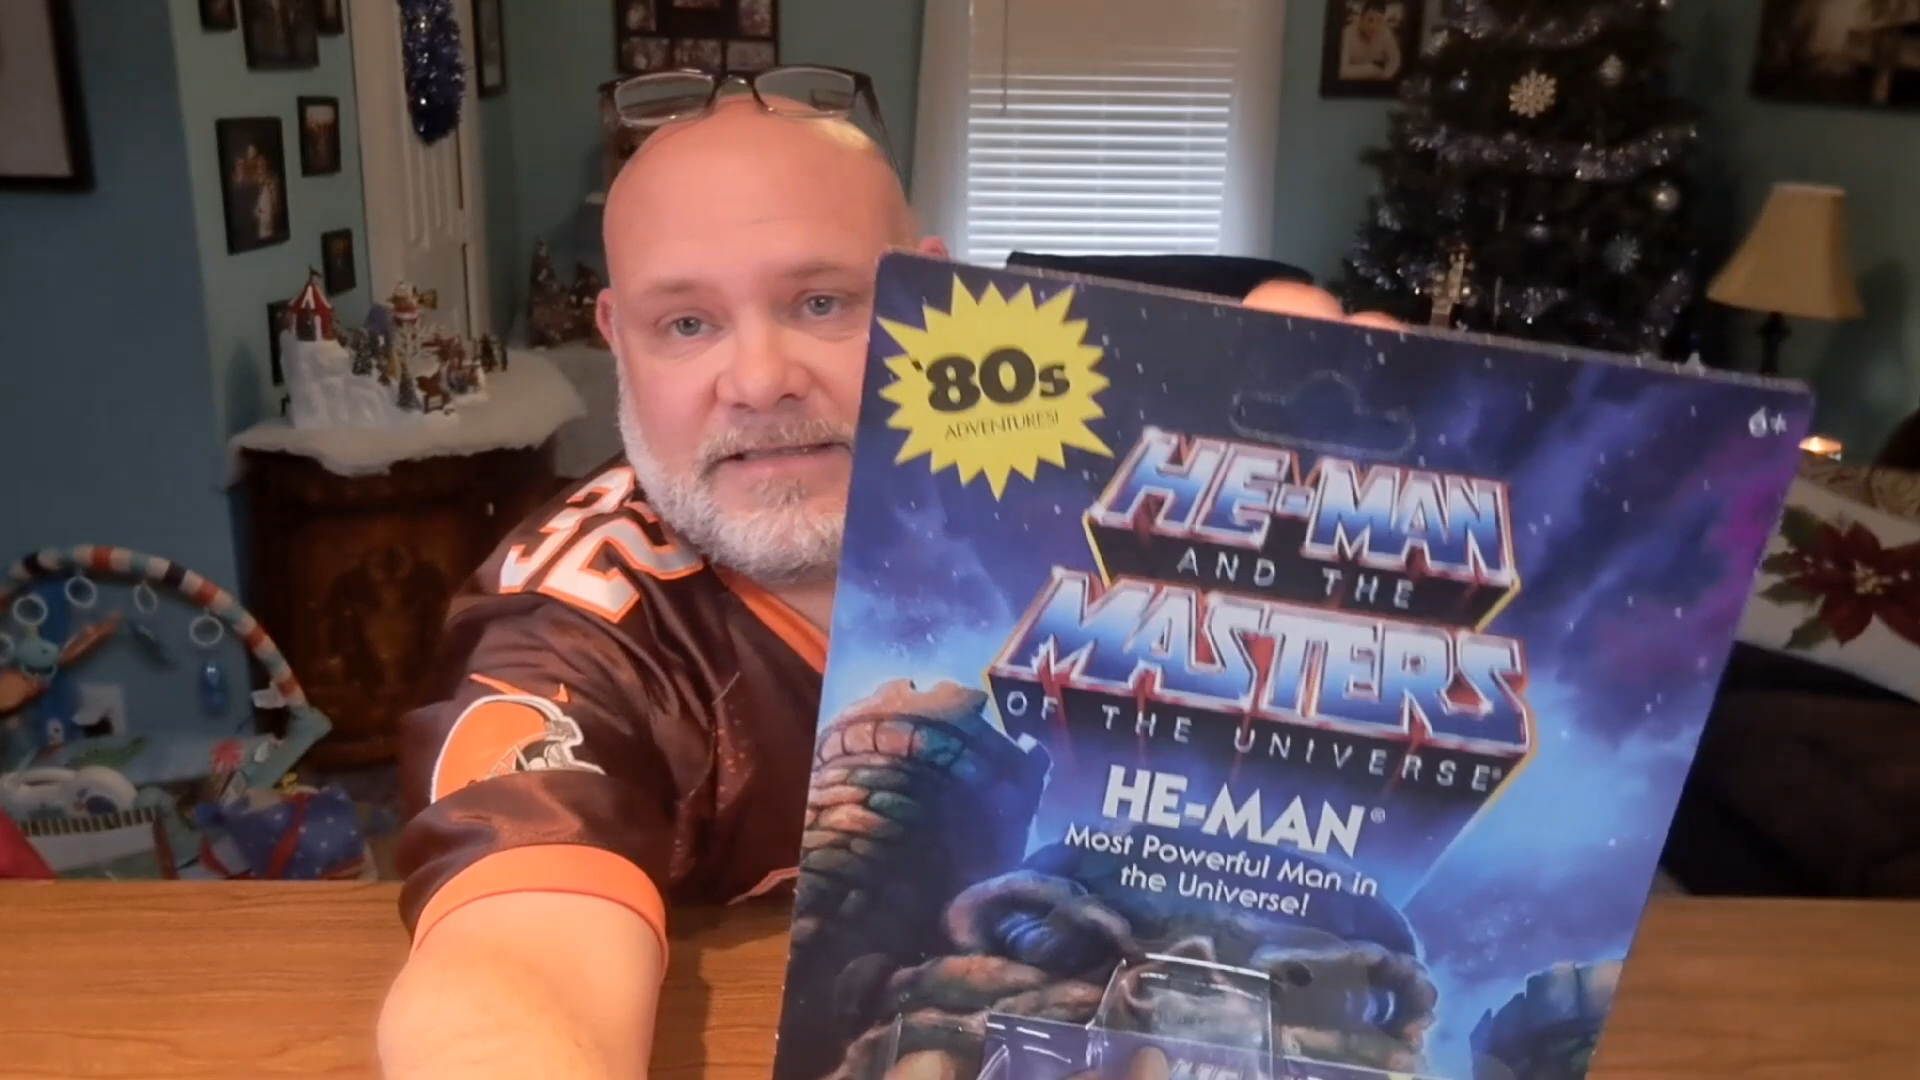 '80s
ADVENTURES!
6+
HE-MAN
AND THE
MASTERS
OF THE UNIVERSE®
HE-MAN®
Most Powerful Man in
the Universe!
32